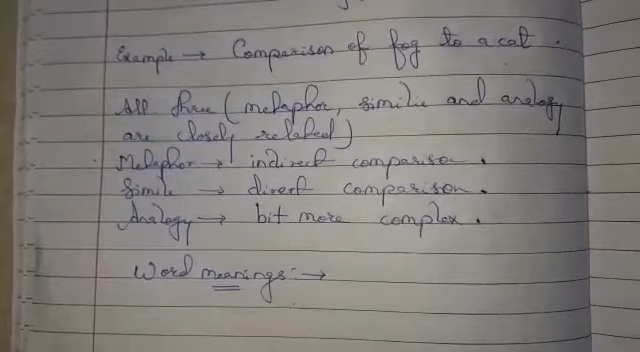 Example → Comparison of fog to a cat.
All three (metaphor, similie and analogy
are closely related)
Metaphor → indirect comparison.
Simile → direct comparison.
Analogy → bit more complex.
Word meanings:→